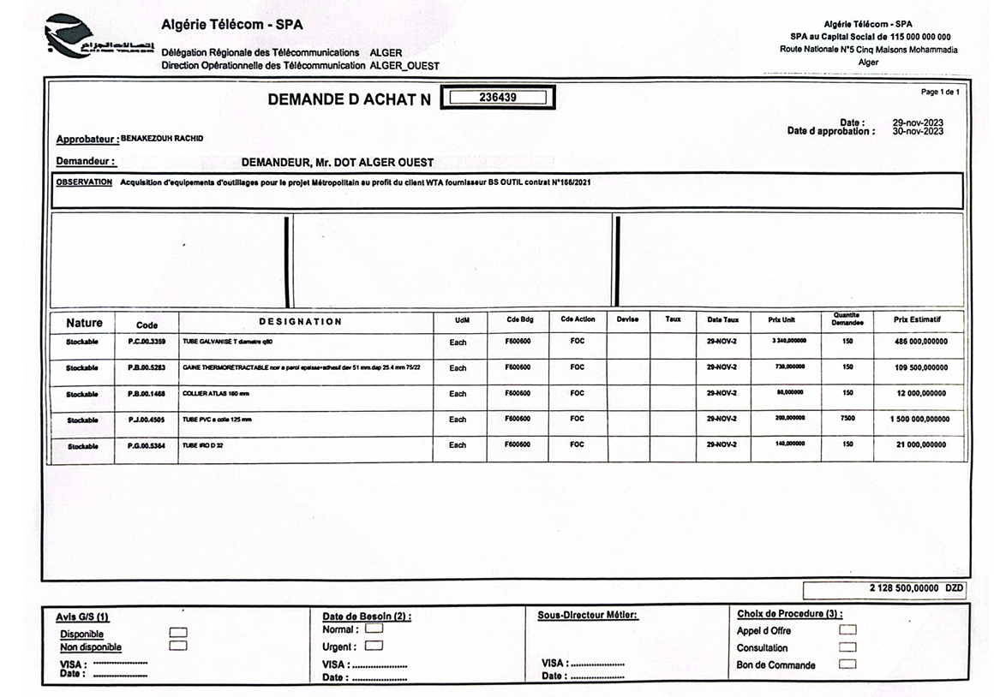 Algérie Télécom - SPA
Délégation Régionale des Télécommunications ALGER
Direction Opérationnelle des Télécommunication ALGER_OUEST
إتصالات الجزائر
Algérie Télécom - SPA
SPA au Capital Social de 115 000 000 000
Route Nationale N°5 Cinq Maisons Mohammadia
Alger
DEMANDE D ACHAT N 236439
Page 1 de 1
Date : 29-nov-2023
Date d approbation : 30-nov-2023
Approbateur : BENAKEZOUH RACHID
Demandeur : DEMANDEUR, Mr. DOT ALGER OUEST
OBSERVATION Acquisition d'equipements d'outillages pour le projet Métropolitain au profit du client WTA fournisseur BS OUTIL contrat N°166/2021
Nature Code DESIGNATION UdM Cde Bdg Cde Action Devise Taux Date Taux Prix Unit Quantite Demandee Prix Estimatif
Stockable P.C.00.3359 TUBE GALVANISÉ T diametre q80 Each F600600 FOC 29-NOV-2 3 240,000000 150 486 000,000000
Stockable P.B.00.5283 GAINE THERMORÉTRACTABLE noir a paroi epaisse+adhesif dav 51 mm.dap 25.4 mm 75/22 Each F600600 FOC 29-NOV-2 730,000000 150 109 500,000000
Stockable P.B.00.1468 COLLIER ATLAS 160 mm Each F600600 FOC 29-NOV-2 80,000000 150 12 000,000000
Stockable P.J.00.4505 TUBE PVC a colle 125 mm Each F600600 FOC 29-NOV-2 200,000000 7500 1 500 000,000000
Stockable P.G.00.5364 TUBE IRO D 32 Each F600600 FOC 29-NOV-2 140,000000 150 21 000,000000
2 128 500,00000 DZD
Avis G/S (1)
Disponible
Non disponible
VISA : ....................
Date : ....................
Date de Besoin (2) :
Normal :
Urgent :
VISA : ....................
Date : ....................
Sous-Directeur Métier:
VISA : ....................
Date : ....................
Choix de Procedure (3) :
Appel d Offre
Consultation
Bon de Commande